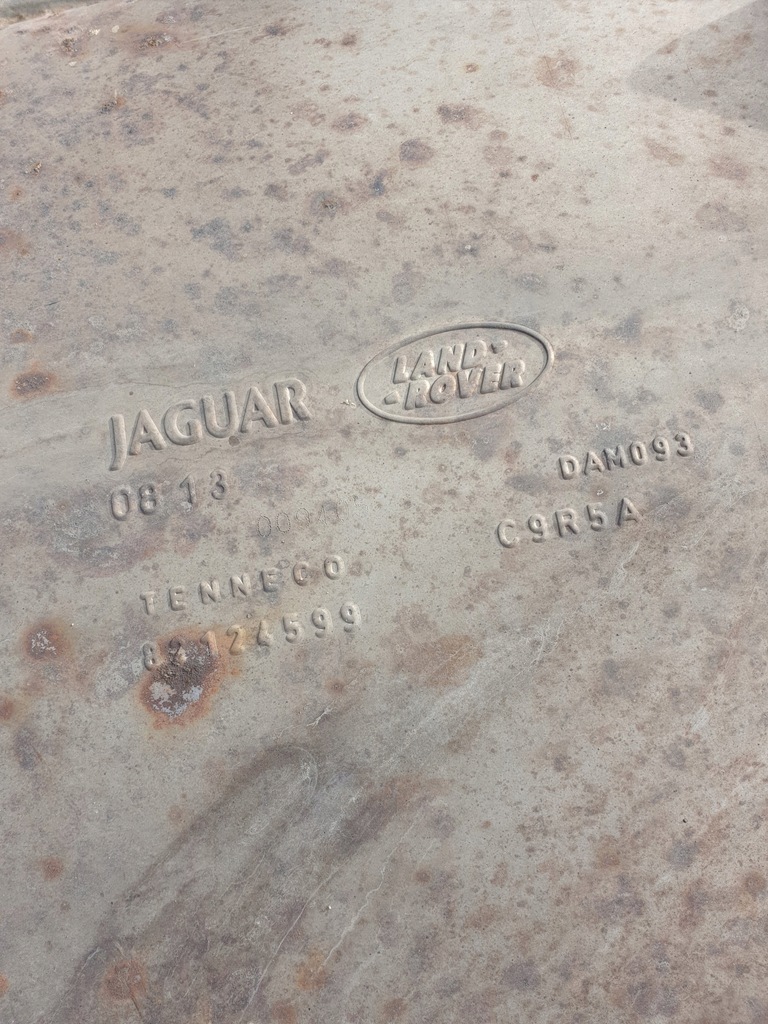 JAGUAR
LAND-
-ROVER
08 13
DAM093
C9R5A
TENNECO
82124599